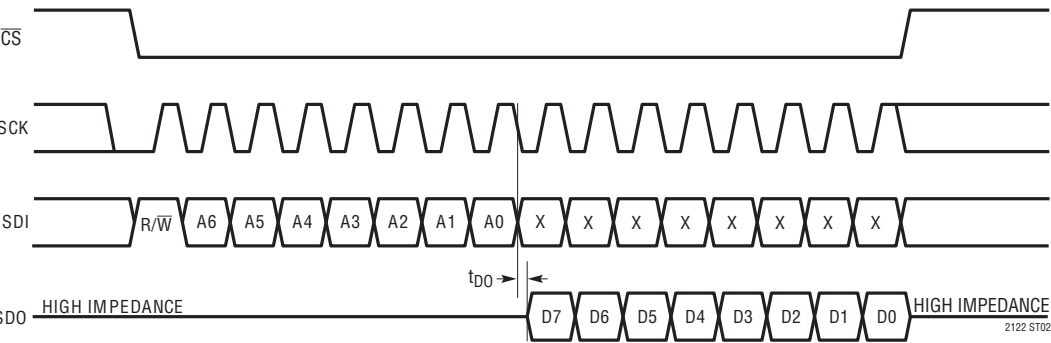 CS
SCK
SDI R/W A6 A5 A4 A3 A2 A1 A0 X X X X X X X X
tDO
SDO HIGH IMPEDANCE D7 D6 D5 D4 D3 D2 D1 D0 HIGH IMPEDANCE
2122 ST02